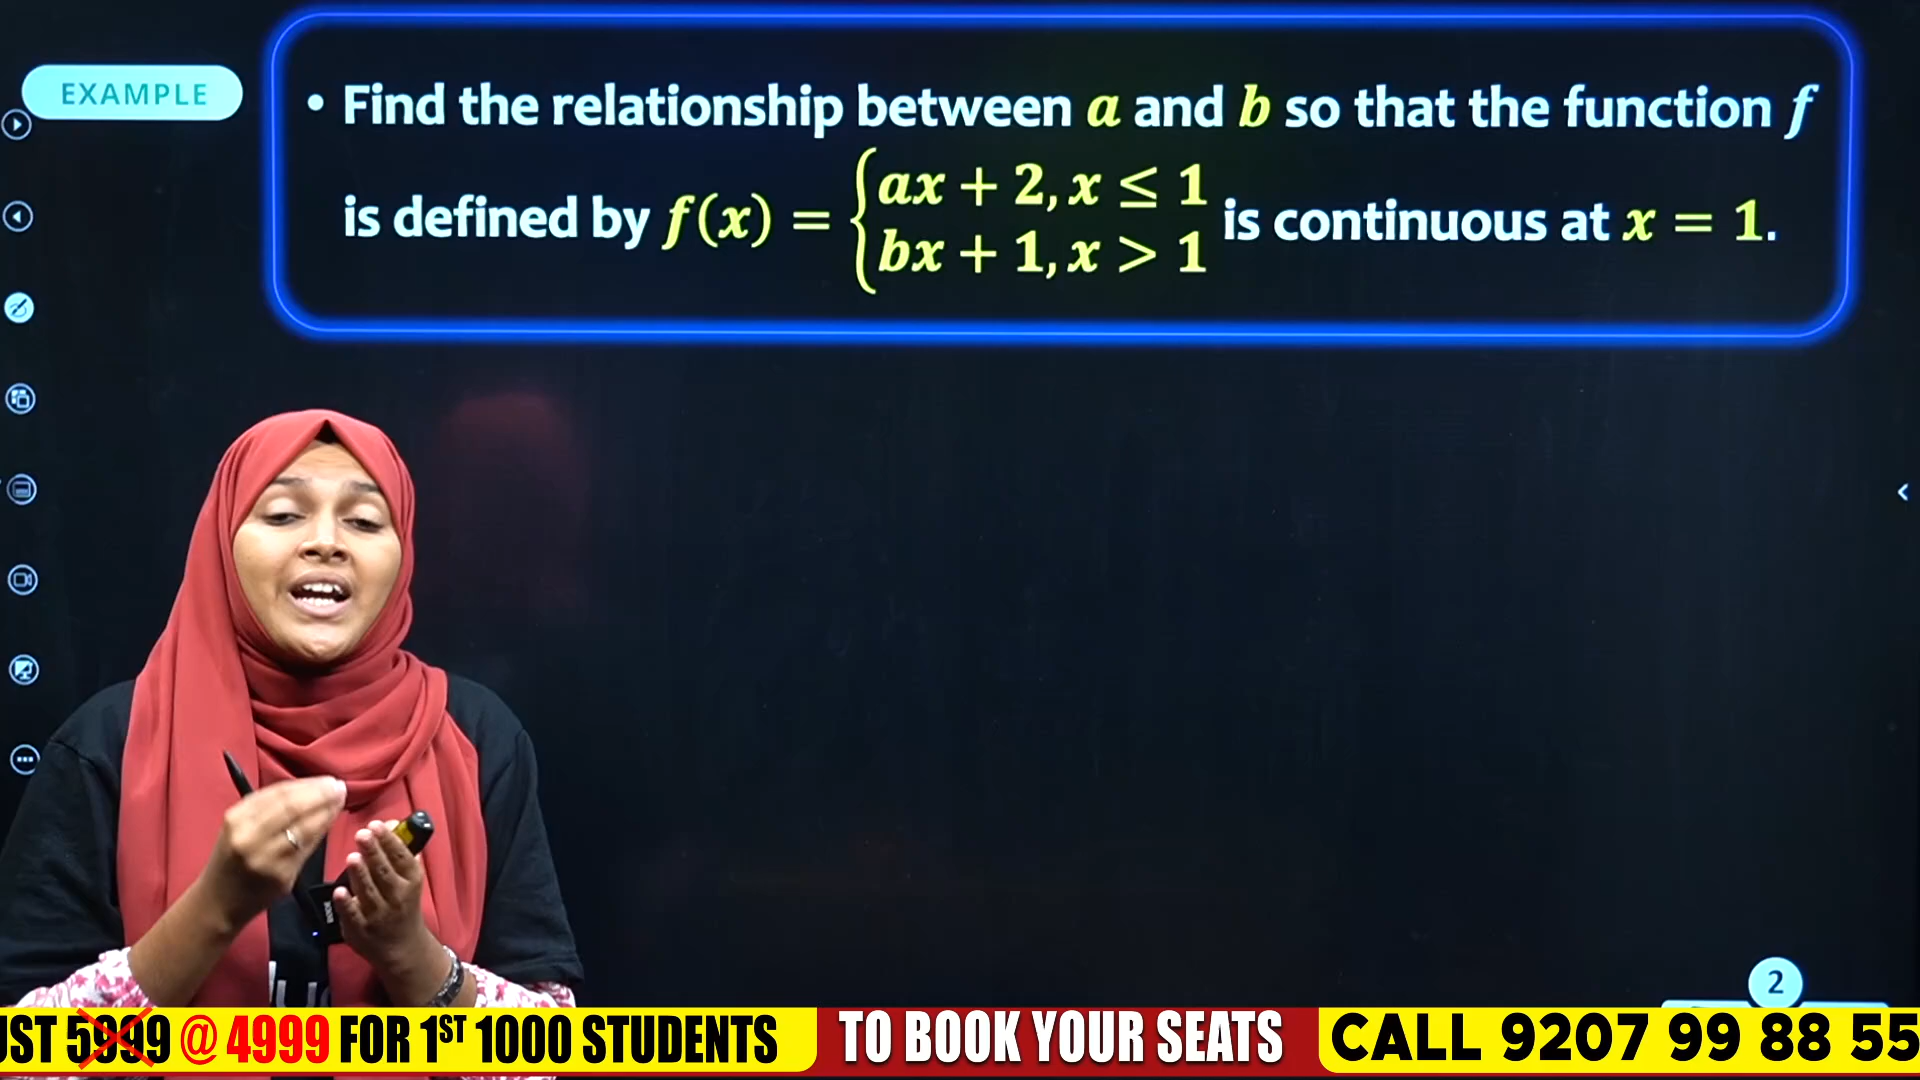 EXAMPLE
• Find the relationship between a and b so that the function f
is defined by f(x) = {ax + 2, x ≤ 1
bx + 1, x > 1 is continuous at x = 1.
2
UST 5999 @ 4999 FOR 1ST 1000 STUDENTS
TO BOOK YOUR SEATS
CALL 9207 99 88 55